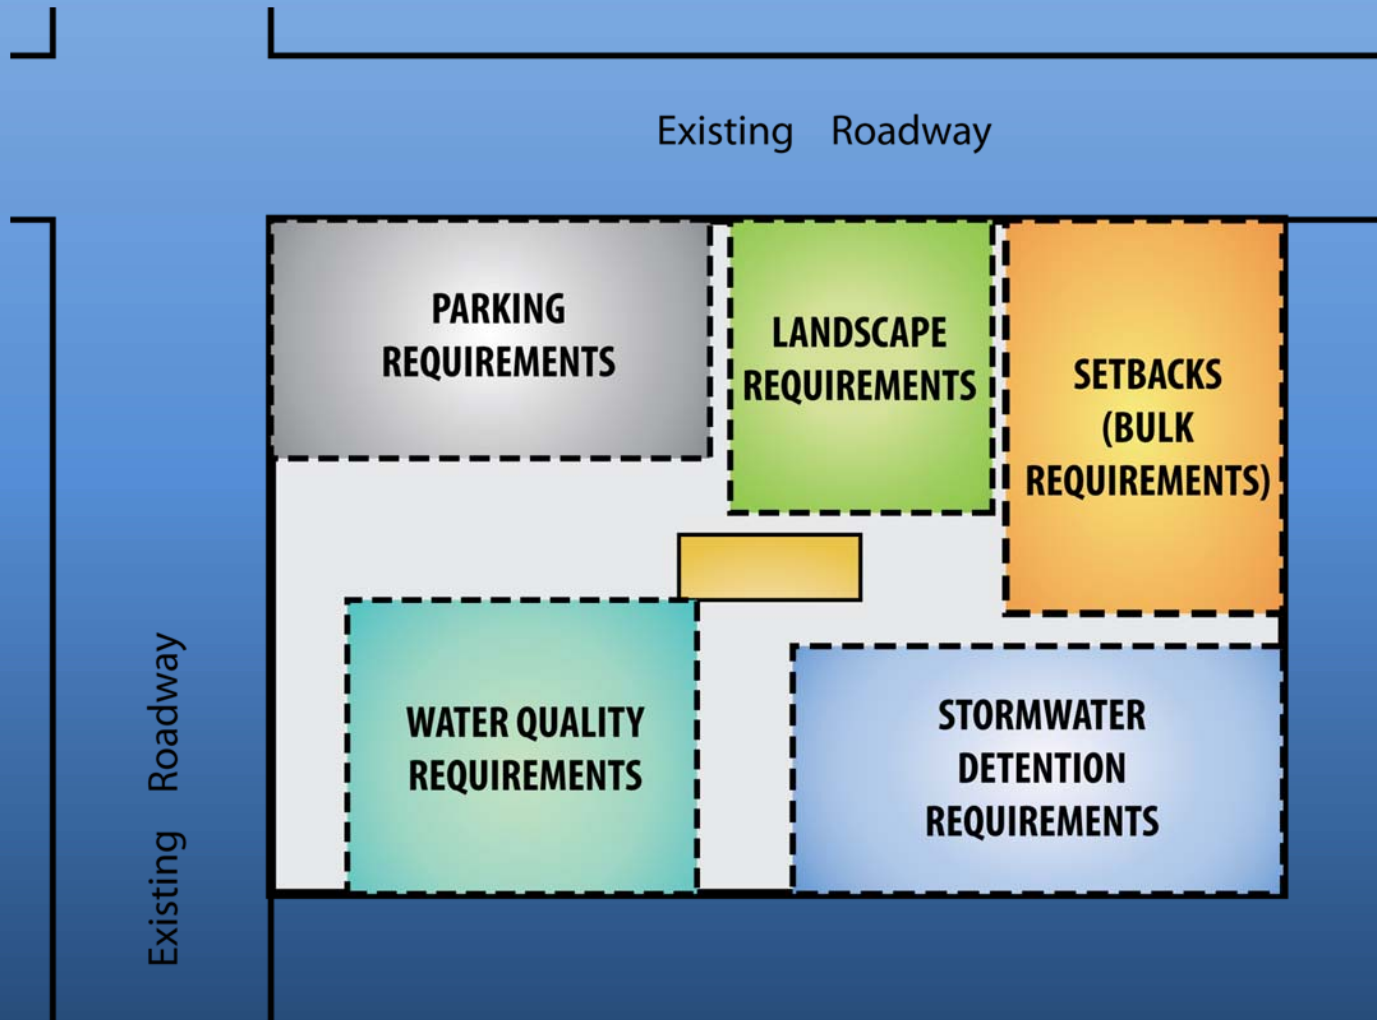 Existing Roadway
PARKING
REQUIREMENTS
LANDSCAPE
REQUIREMENTS
SETBACKS
(BULK
REQUIREMENTS)
WATER QUALITY
REQUIREMENTS
STORMWATER
DETENTION
REQUIREMENTS
Existing Roadway